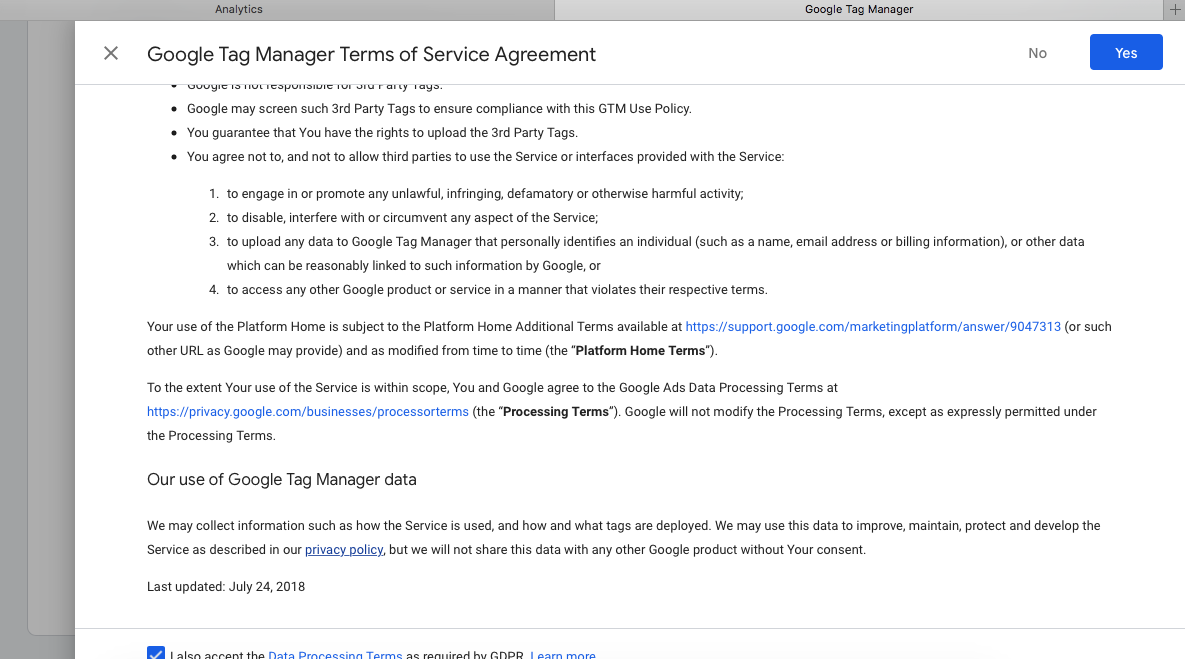 Analytics
Google Tag Manager
Google Tag Manager Terms of Service Agreement
No
Yes
• Google is not responsible for 3rd Party Tags.
• Google may screen such 3rd Party Tags to ensure compliance with this GTM Use Policy.
• You guarantee that You have the rights to upload the 3rd Party Tags.
• You agree not to, and not to allow third parties to use the Service or interfaces provided with the Service:
1. to engage in or promote any unlawful, infringing, defamatory or otherwise harmful activity;
2. to disable, interfere with or circumvent any aspect of the Service;
3. to upload any data to Google Tag Manager that personally identifies an individual (such as a name, email address or billing information), or other data
which can be reasonably linked to such information by Google, or
4. to access any other Google product or service in a manner that violates their respective terms.
Your use of the Platform Home is subject to the Platform Home Additional Terms available at https://support.google.com/marketingplatform/answer/9047313 (or such
other URL as Google may provide) and as modified from time to time (the “Platform Home Terms”).
To the extent Your use of the Service is within scope, You and Google agree to the Google Ads Data Processing Terms at
https://privacy.google.com/businesses/processorterms (the “Processing Terms”). Google will not modify the Processing Terms, except as expressly permitted under
the Processing Terms.
Our use of Google Tag Manager data
We may collect information such as how the Service is used, and how and what tags are deployed. We may use this data to improve, maintain, protect and develop the
Service as described in our privacy policy, but we will not share this data with any other Google product without Your consent.
Last updated: July 24, 2018
I also accept the Data Processing Terms as required by GDPR. Learn more